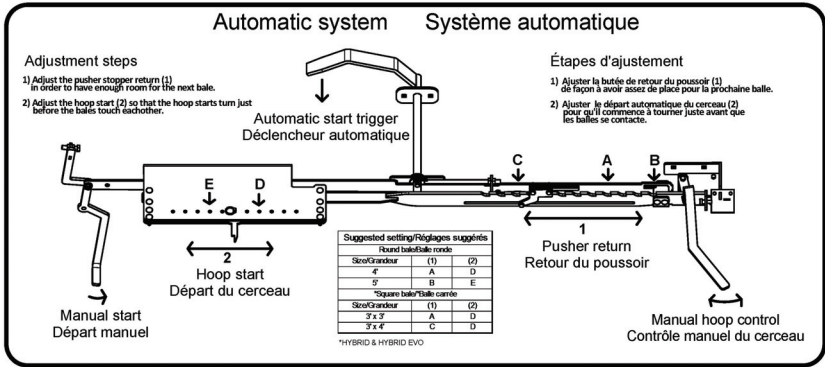 Automatic system Système automatique
Adjustment steps
1) Adjust the pusher stopper return (1)
in order to have enough room for the next bale.
2) Adjust the hoop start (2) so that the hoop starts turn just
before the bales touch eachother.
Automatic start trigger
Déclencheur automatique
Étapes d'ajustement
1) Ajuster la butée de retour du poussoir (1)
de façon à avoir assez de place pour la prochaine balle.
2) Ajuster le départ automatique du cerceau (2)
pour qu'il commence à tourner juste avant que
les balles se contacte.
C A B
E D
2
Hoop start
Départ du cerceau
1
Pusher return
Retour du poussoir
Manual start
Départ manuel
Manual hoop control
Contrôle manuel du cerceau
Suggested setting/Réglages suggérés
Round bale/Balle ronde
Size/Grandeur (1) (2)
4' A D
5' B E
*Square bale/*Balle carrée
Size/Grandeur (1) (2)
3' x 3' A D
3' x 4' C D
*HYBRID & HYBRID EVO